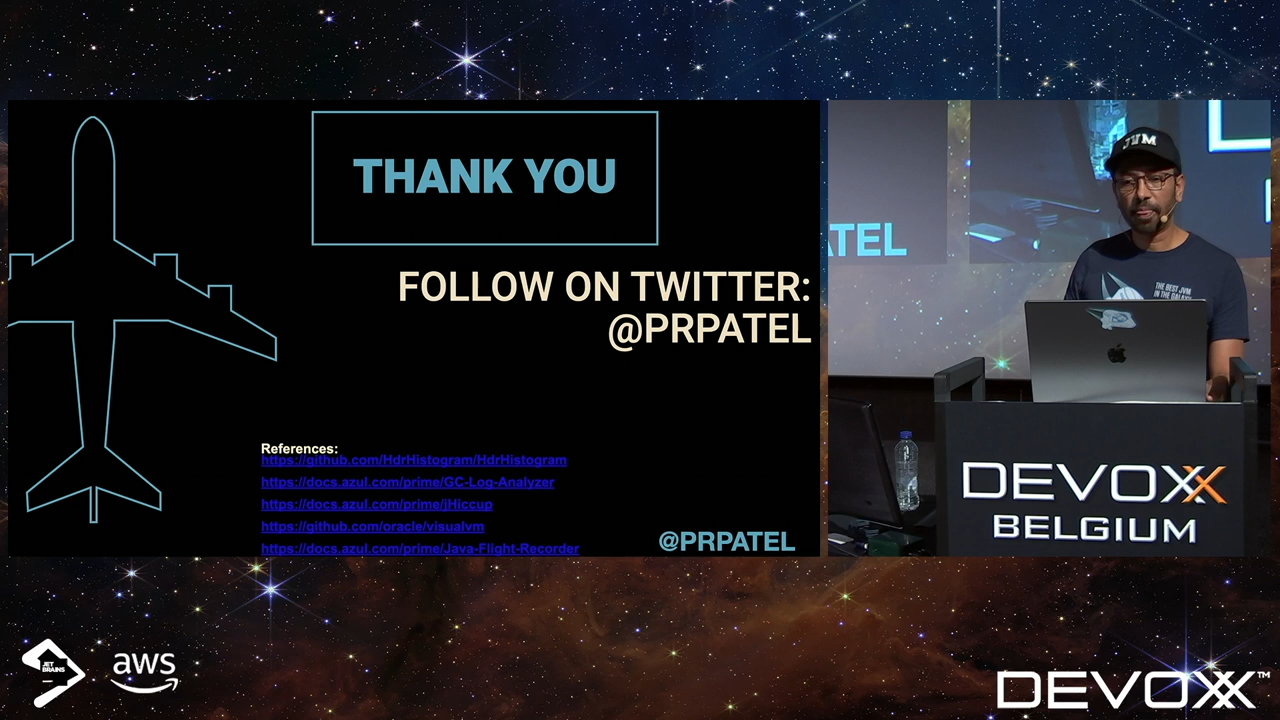 THANK YOU
FOLLOW ON TWITTER:
@PRPATEL
References:
https://github.com/HdrHistogram/HdrHistogram
https://docs.azul.com/prime/GC-Log-Analyzer
https://docs.azul.com/prime/jHiccup
https://github.com/oracle/visualvm
https://docs.azul.com/prime/Java-Flight-Recorder
@PRPATEL
JVM
TEL
THE BEST JVM
IN THE GALAXY
DEVOXX
BELGIUM
JET
BRAINS
aws
DEVOXX™